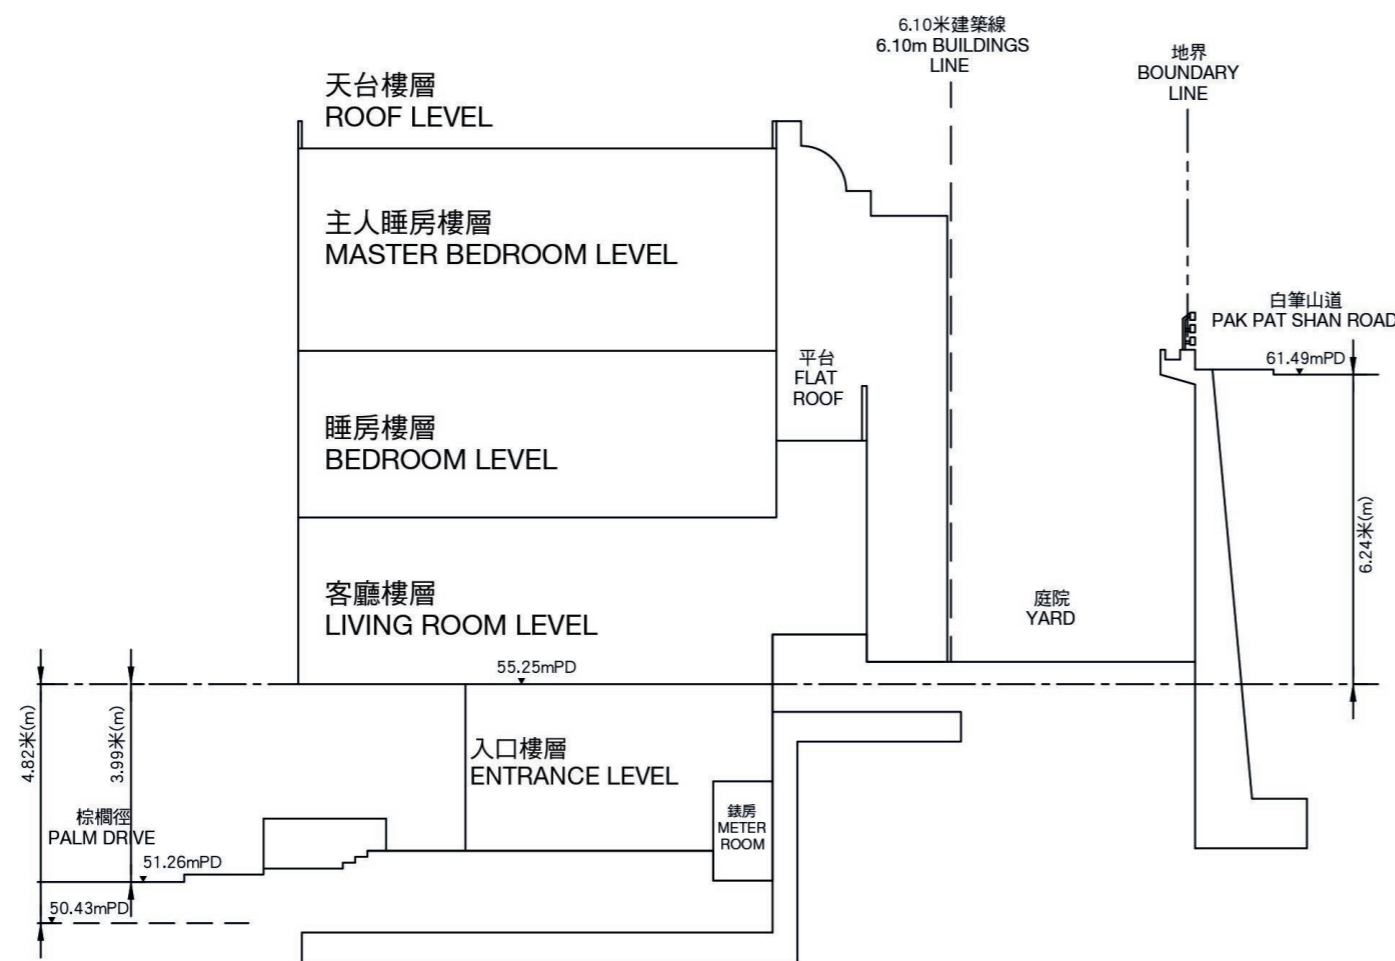 6.10米建築線
6.10m BUILDINGS
LINE
地界
BOUNDARY
LINE
天台樓層
ROOF LEVEL
主人睡房樓層
MASTER BEDROOM LEVEL
白筆山道
PAK PAT SHAN ROAD
61.49mPD
平台
FLAT
ROOF
睡房樓層
BEDROOM LEVEL
6.24米(m)
客廳樓層
LIVING ROOM LEVEL
庭院
YARD
55.25mPD
4.82米(m)
3.99米(m)
入口樓層
ENTRANCE LEVEL
棕櫚徑
PALM DRIVE
錶房
METER
ROOM
51.26mPD
50.43mPD